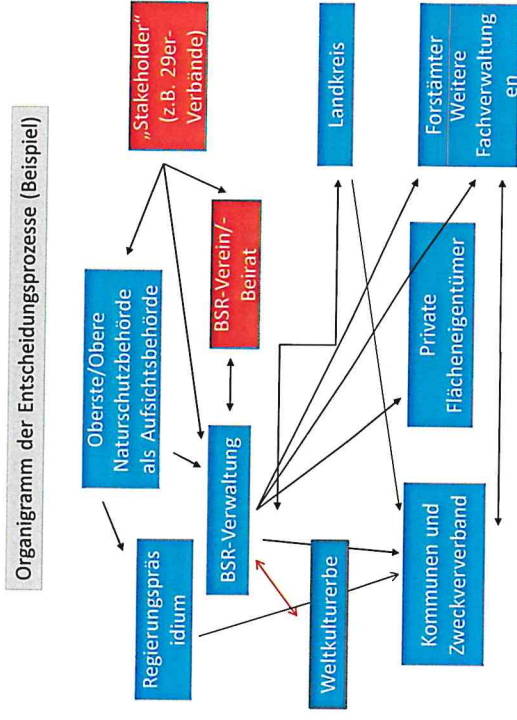 Organigramm der Entscheidungsprozesse (Beispiel)
Oberste/Obere
Naturschutzbehörde
als Aufsichtsbehörde
„Stakeholder“
(z.B. 29er-
Verbände)
Regierungspräs
idium
BSR-Verwaltung
BSR-Verein/-
Beirat
Weltkulturerbe
Landkreis
Kommunen und
Zweckververband
Private
Flächeneigentümer
Forstämter
Weitere
Fachverwaltung
en